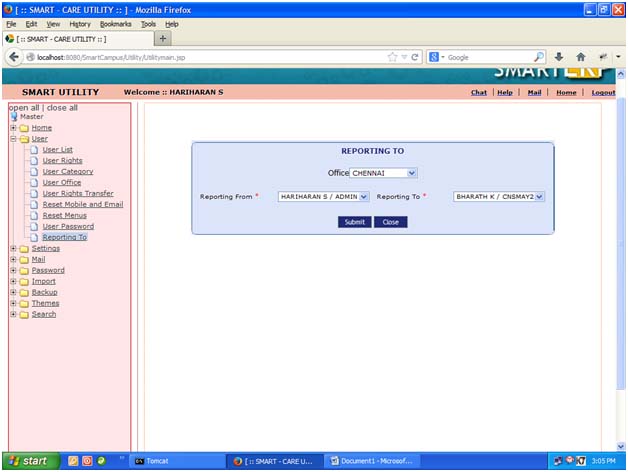 [ :: SMART - CARE UTILITY :: ] - Mozilla Firefox
File Edit View History Bookmarks Tools Help
[ :: SMART - CARE UTILITY :: ]
localhost:8080/SmartCampus/Utility/Utilitymain.jsp
Google
SMART
SMART UTILITY Welcome :: HARIHARAN S Chat | Help | Mail | Home | Logout
open all | close all
Master
Home
User
User List
User Rights
User Category
User Office
User Rights Transfer
Reset Mobile and Email
Reset Menus
User Password
Reporting To
Settings
Mail
Password
Import
Backup
Themes
Search
REPORTING TO
Office CHENNAI
Reporting From * HARIHARAN S / ADMIN Reporting To * BHARATH K / CNSMAY2
Submit Close
start Tomcat [ :: SMART - CARE U... Document1 - Microsof... 3:05 PM